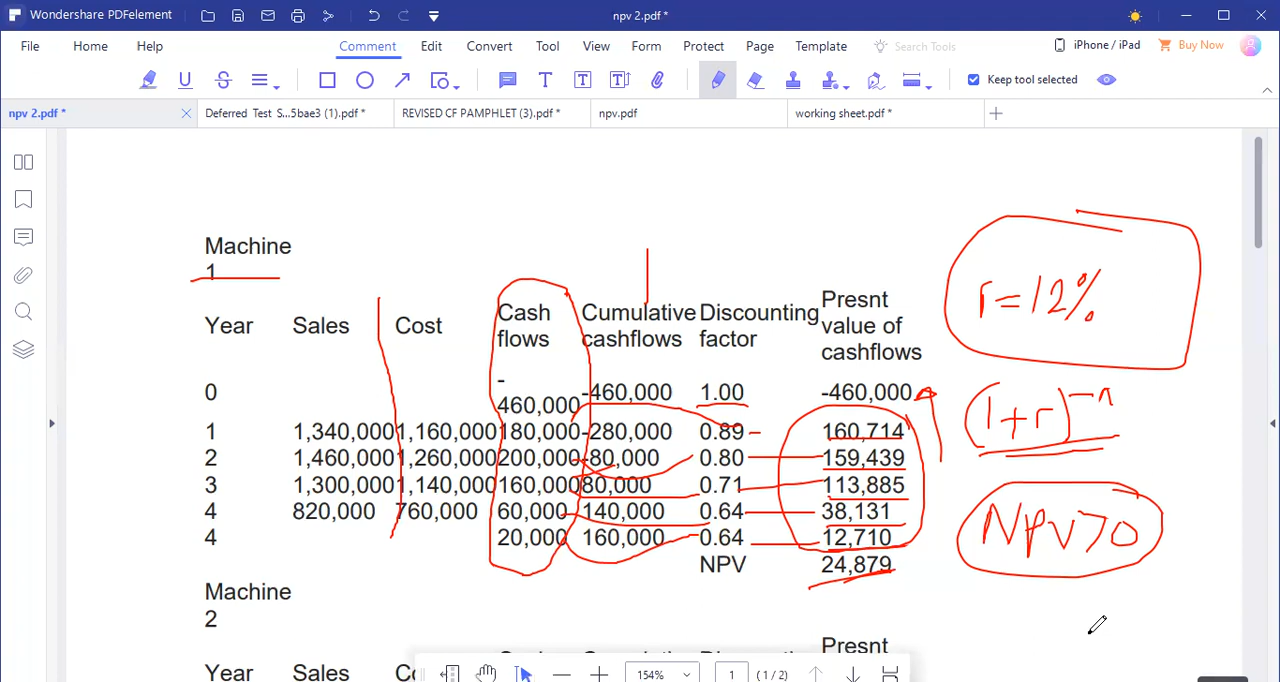 Wondershare PDFelement
npv 2.pdf *
File Home Help Comment Edit Convert Tool View Form Protect Page Template Search Tools iPhone / iPad Buy Now
Keep tool selected
npv 2.pdf * Deferred Test S...5bae3 (1).pdf * REVISED CF PAMPHLET (3).pdf * npv.pdf working sheet.pdf *
Machine
1
Year Sales Cost Cash flows Cumulative cashflows Discounting factor Presnt value of cashflows
0 -460,000 -460,000 1.00 -460,000
1 1,340,000 1,160,000 180,000 -280,000 0.89 160,714
2 1,460,000 1,260,000 200,000 -80,000 0.80 159,439
3 1,300,000 1,140,000 160,000 80,000 0.71 113,885
4 820,000 760,000 60,000 140,000 0.64 38,131
4 20,000 160,000 0.64 12,710
NPV 24,879
r=12%
(1+r)^-n
NPV>0
Machine
2
Presnt
Year Sales
154% 1 (1 / 2)